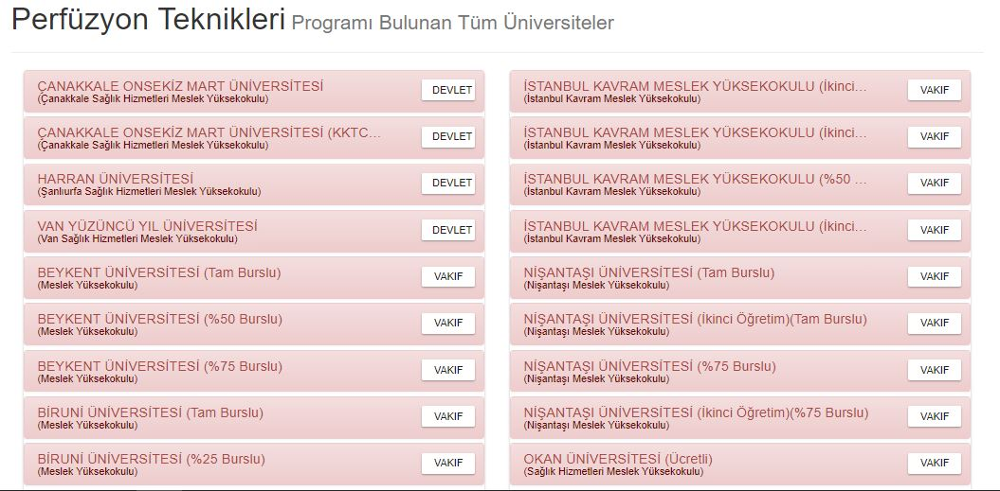 Perfüzyon Teknikleri Programı Bulunan Tüm Üniversiteler
ÇANAKKALE ONSEKİZ MART ÜNİVERSİTESİ
(Çanakkale Sağlık Hizmetleri Meslek Yüksekokulu)
DEVLET
ÇANAKKALE ONSEKİZ MART ÜNİVERSİTESİ (KKTC...
(Çanakkale Sağlık Hizmetleri Meslek Yüksekokulu)
DEVLET
HARRAN ÜNİVERSİTESİ
(Şanlıurfa Sağlık Hizmetleri Meslek Yüksekokulu)
DEVLET
VAN YÜZÜNCÜ YIL ÜNİVERSİTESİ
(Van Sağlık Hizmetleri Meslek Yüksekokulu)
DEVLET
BEYKENT ÜNİVERSİTESİ (Tam Burslu)
(Meslek Yüksekokulu)
VAKIF
BEYKENT ÜNİVERSİTESİ (%50 Burslu)
(Meslek Yüksekokulu)
VAKIF
BEYKENT ÜNİVERSİTESİ (%75 Burslu)
(Meslek Yüksekokulu)
VAKIF
BİRUNİ ÜNİVERSİTESİ (Tam Burslu)
(Meslek Yüksekokulu)
VAKIF
BİRUNİ ÜNİVERSİTESİ (%25 Burslu)
(Meslek Yüksekokulu)
VAKIF
İSTANBUL KAVRAM MESLEK YÜKSEKOKULU (İkinci...
(İstanbul Kavram Meslek Yüksekokulu)
VAKIF
İSTANBUL KAVRAM MESLEK YÜKSEKOKULU (İkinci...
(İstanbul Kavram Meslek Yüksekokulu)
VAKIF
İSTANBUL KAVRAM MESLEK YÜKSEKOKULU (%50 ...
(İstanbul Kavram Meslek Yüksekokulu)
VAKIF
İSTANBUL KAVRAM MESLEK YÜKSEKOKULU (İkinci...
(İstanbul Kavram Meslek Yüksekokulu)
VAKIF
NİŞANTAŞI ÜNİVERSİTESİ (Tam Burslu)
(Nişantaşı Meslek Yüksekokulu)
VAKIF
NİŞANTAŞI ÜNİVERSİTESİ (İkinci Öğretim)(Tam Burslu)
(Nişantaşı Meslek Yüksekokulu)
VAKIF
NİŞANTAŞI ÜNİVERSİTESİ (%75 Burslu)
(Nişantaşı Meslek Yüksekokulu)
VAKIF
NİŞANTAŞI ÜNİVERSİTESİ (İkinci Öğretim)(%75 Burslu)
(Nişantaşı Meslek Yüksekokulu)
VAKIF
OKAN ÜNİVERSİTESİ (Ücretli)
(Sağlık Hizmetleri Meslek Yüksekokulu)
VAKIF